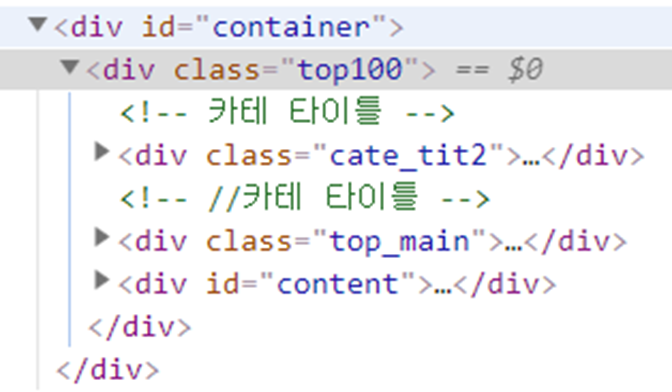 ▼<div id="container">
▼<div class="top100"> == $0
<!-- 카테 타이틀 -->
▶<div class="cate_tit2">…</div>
<!-- //카테 타이틀 -->
▶<div class="top_main">…</div>
▶<div id="content">…</div>
</div>
</div>